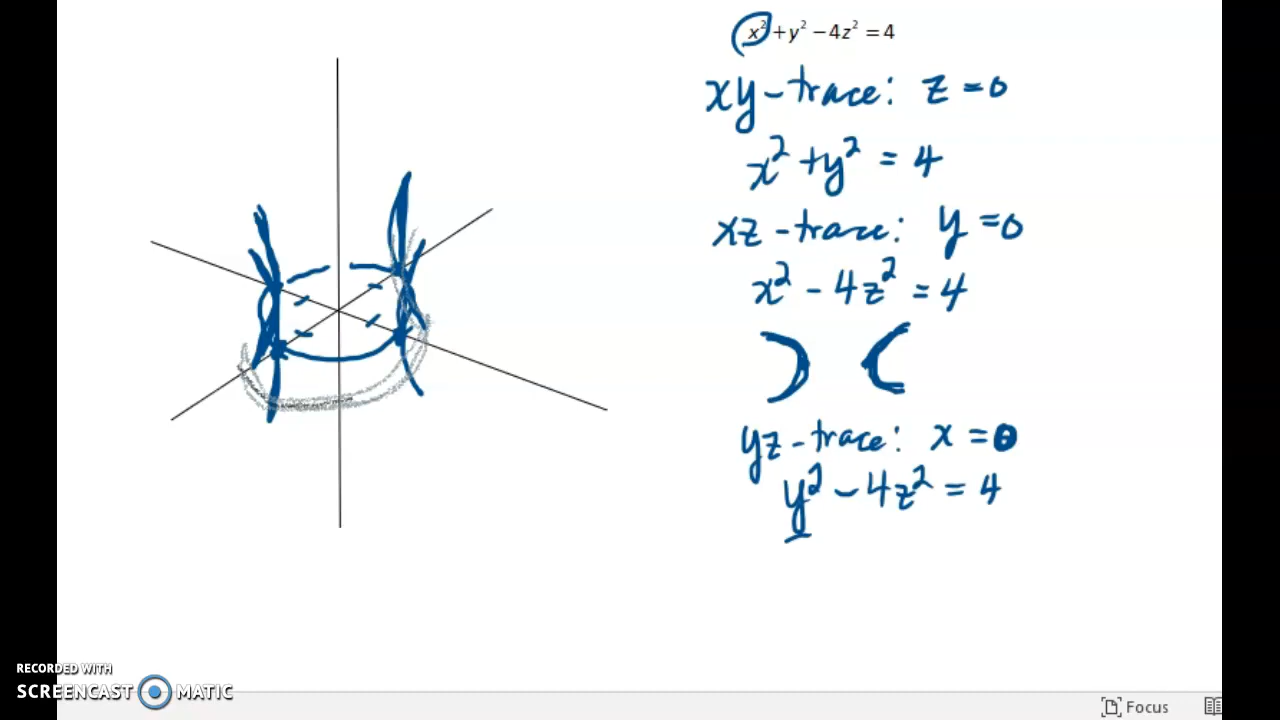 x² + y² − 4z² = 4
xy-trace: z = 0
x² + y² = 4
xz-trace: y = 0
x² - 4z² = 4
yz-trace: x = 0
y² - 4z² = 4
RECORDED WITH
SCREENCAST MATIC
Focus